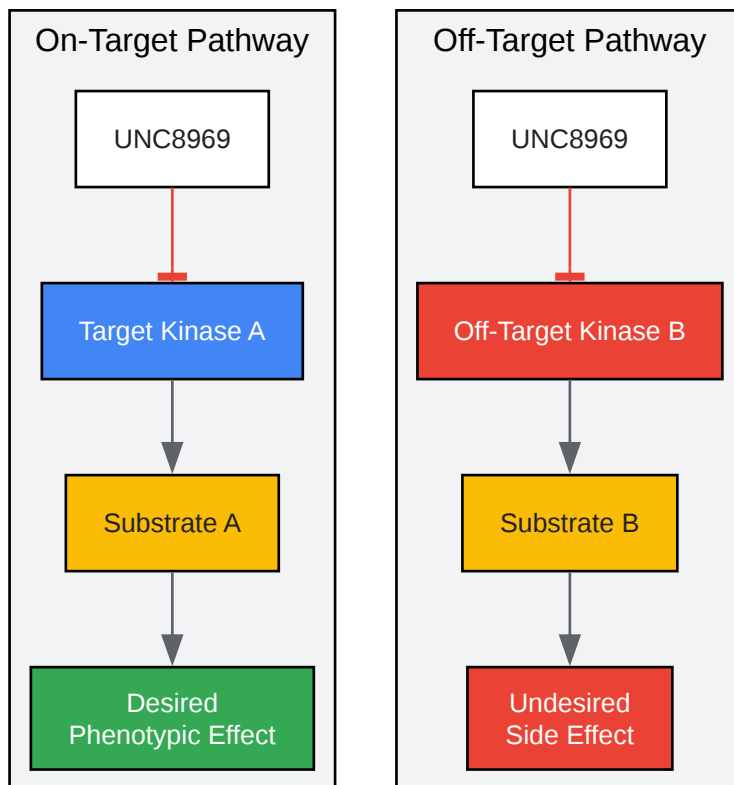 On-Target Pathway
UNC8969
Target Kinase A
Substrate A
Desired
Phenotypic Effect
Off-Target Pathway
UNC8969
Off-Target Kinase B
Substrate B
Undesired
Side Effect